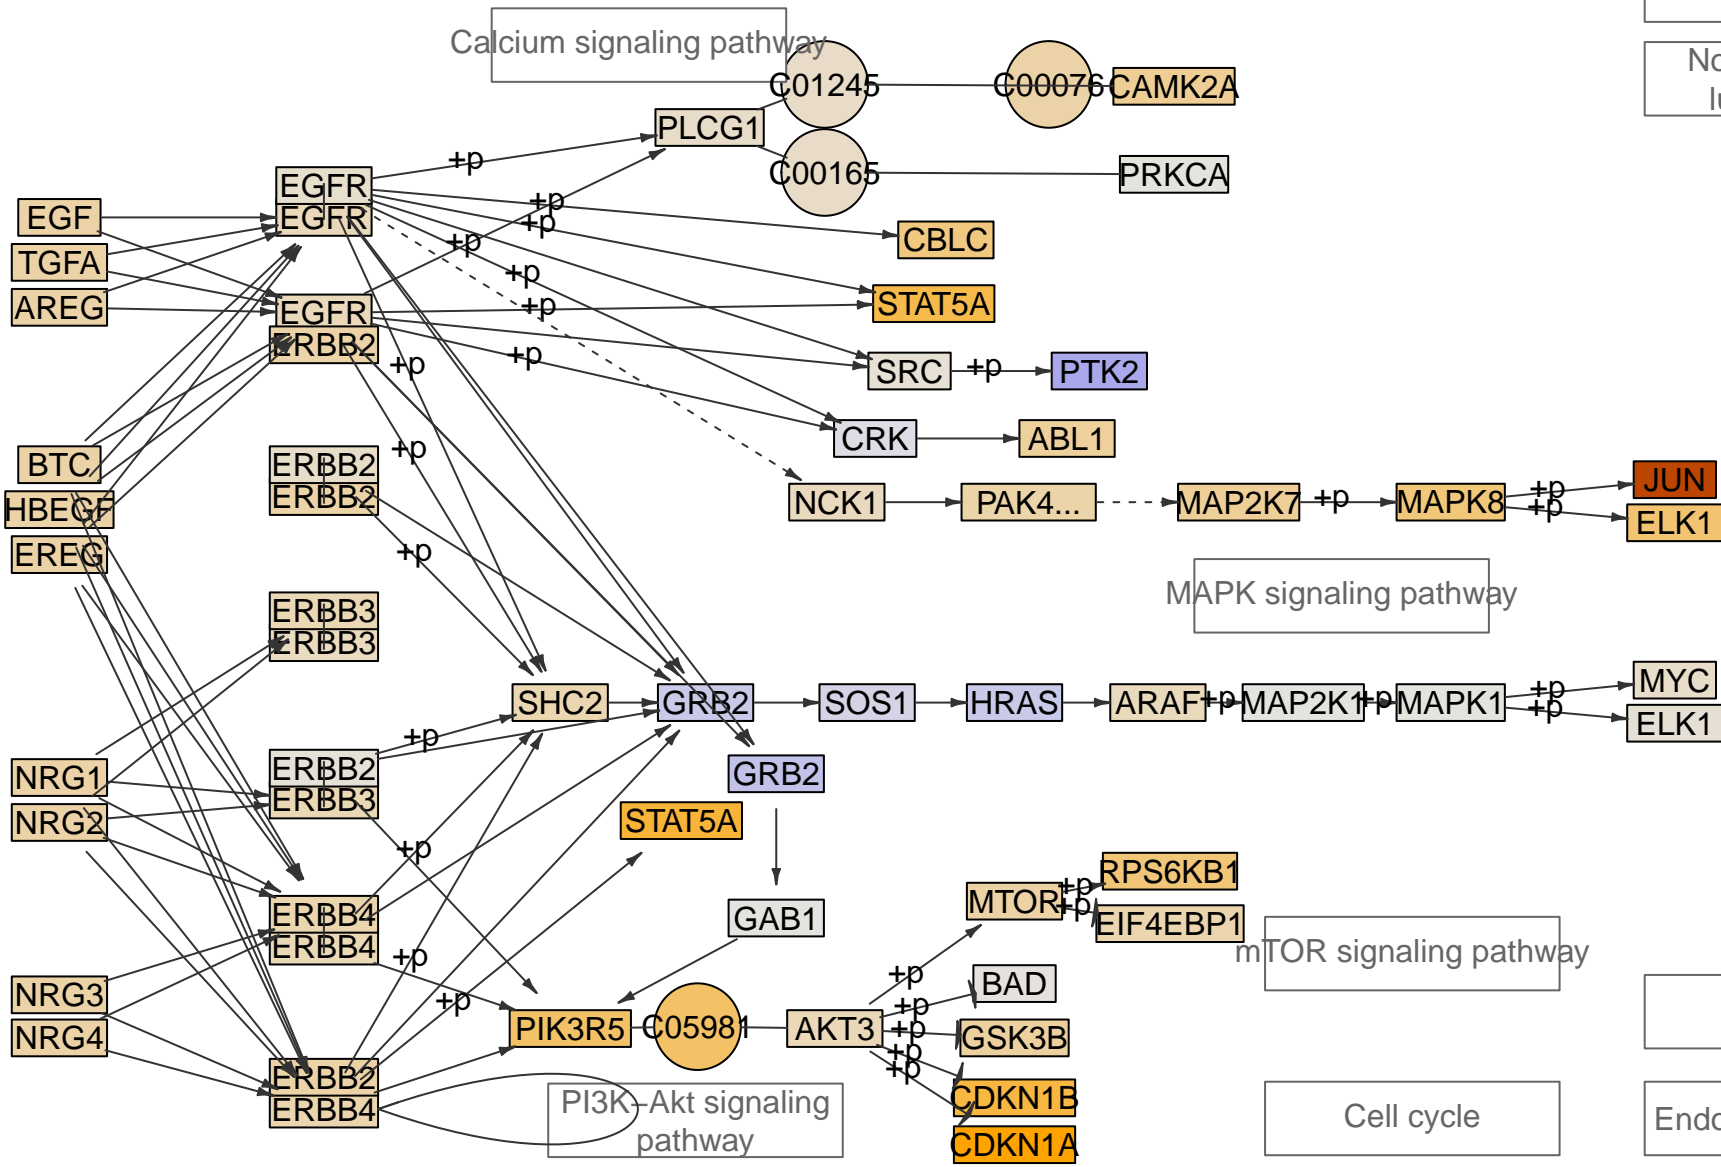 Calcium signaling pathway
C01245
C00076
CAMK2A
No
PLCG1
+p
C00165
PRKCA
EGFR
EGFR
EGF
TGFA
AREG
+p
+p
+p
+p
+p
CBLC
STAT5A
EGFR
ERBB2
+p
+p
SRC
+p
PTK2
CRK
ABL1
BTC
HBEGF
EREG
ERBB2
ERBB2
+p
+p
NCK1
PAK4...
MAP2K7
+p
MAPK8
+p
+p
JUN
ELK1
MAPK signaling pathway
ERBB3
ERBB3
SHC2
GRB2
SOS1
HRAS
ARAF
+p
MAP2K1
+p
MAPK1
+p
+p
MYC
ELK1
NRG1
NRG2
ERBB2
ERBB3
+p
GRB2
STAT5A
+p
ERBB4
ERBB4
+p
+p
GAB1
MTOR
+p
+p
RPS6KB1
EIF4EBP1
mTOR signaling pathway
NRG3
NRG4
PIK3R5
C05981
AKT3
+p
+p
+p
+p
+p
BAD
GSK3B
CDKN1B
CDKN1A
ERBB2
ERBB4
PI3K–Akt signaling
pathway
Cell cycle
Endo